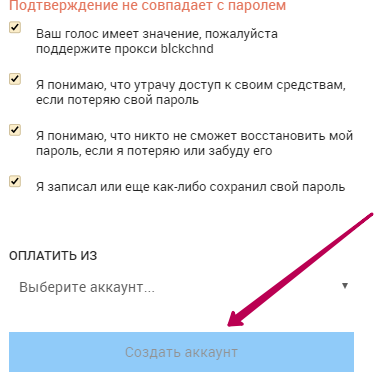 Подтверждение не совпадает с паролем
Ваш голос имеет значение, пожалуйста
поддержите прокси blckchnd
Я понимаю, что утрачу доступ к своим средствам,
если потеряю свой пароль
Я понимаю, что никто не сможет восстановить мой
пароль, если я потеряю или забуду его
Я записал или еще как-либо сохранил свой пароль
ОПЛАТИТЬ ИЗ
Выберите аккаунт...
Создать аккаунт